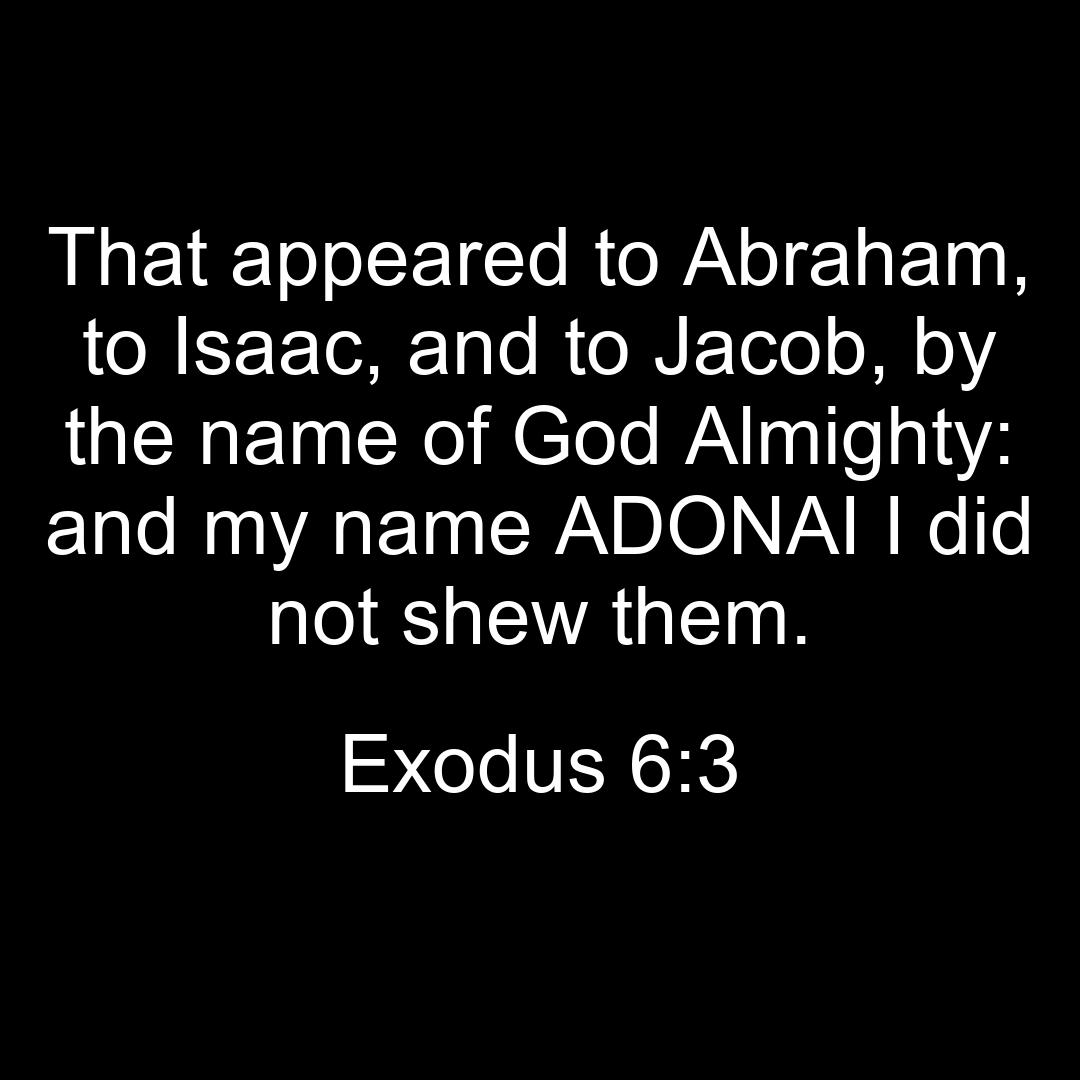 That appeared to Abraham,
to Isaac, and to Jacob, by
the name of God Almighty:
and my name ADONAI I did
not shew them.
Exodus 6:3